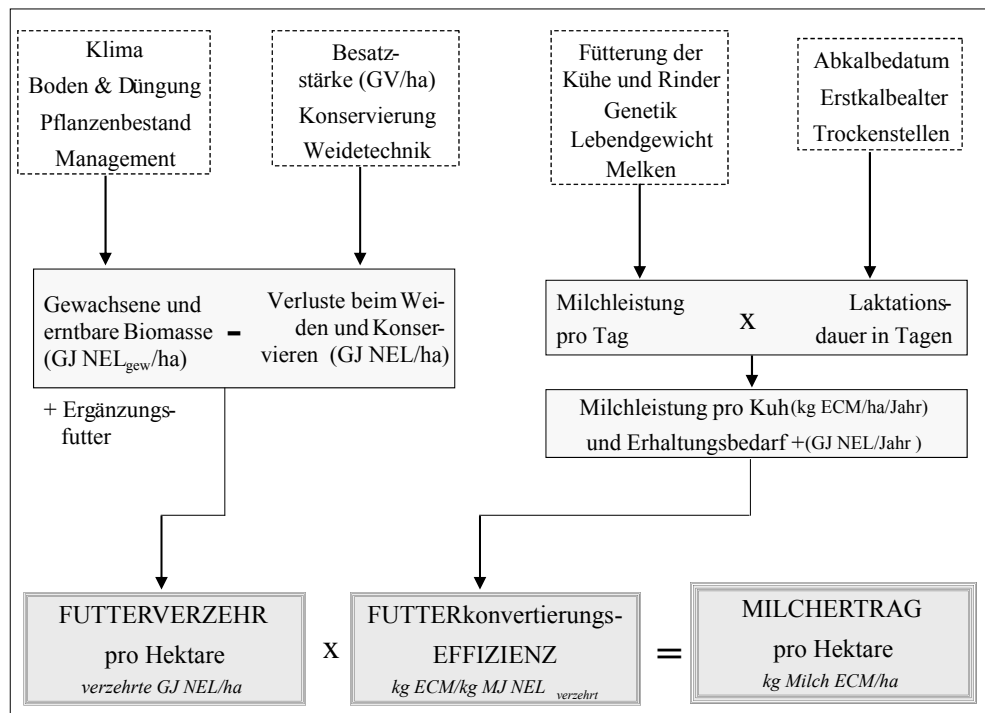 Klima
Boden & Düngung
Pflanzenbestand
Management
Besatz-
stärke (GV/ha)
Konservierung
Weidetechnik
Fütterung der
Kühe und Rinder
Genetik
Lebendgewicht
Melken
Abkalbedatum
Erstkalbealter
Trockenstellen
Gewachsene und
erntbare Biomasse
(GJ NELgew/ha)
-
Verluste beim Wei-
den und Konser-
vieren (GJ NEL/ha)
Milchleistung
pro Tag
x
Laktations-
dauer in Tagen
+ Ergänzungs-
futter
Milchleistung pro Kuh(kg ECM/ha/Jahr)
und Erhaltungsbedarf +(GJ NEL/Jahr )
FUTTERVERZEHR
pro Hektare
verzehrte GJ NEL/ha
x
FUTTERkonvertierungs-
EFFIZIENZ
kg ECM/kg MJ NEL verzehrt
=
MILCHERTRAG
pro Hektare
kg Milch ECM/ha